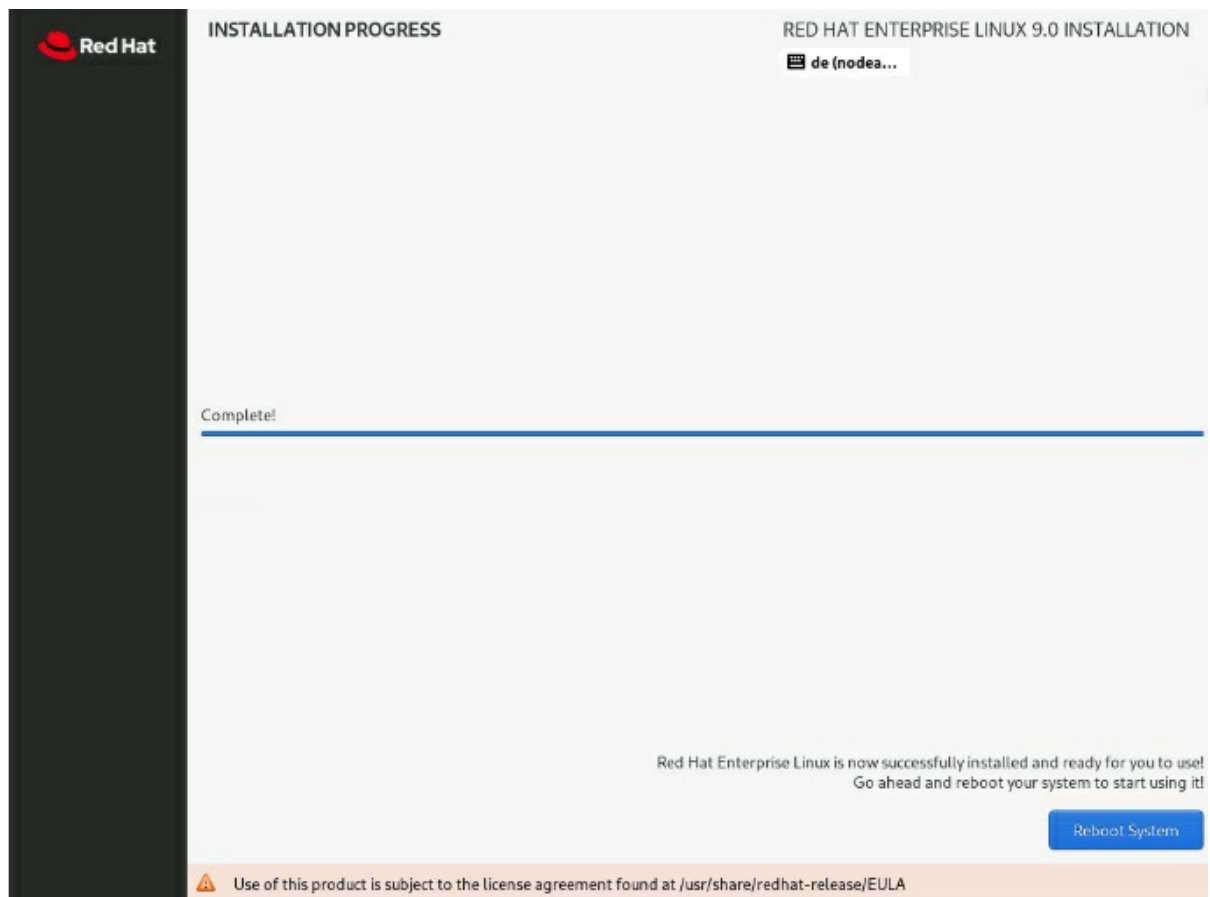 Red Hat
INSTALLATION PROGRESS
RED HAT ENTERPRISE LINUX 9.0 INSTALLATION
de (nodea...
Complete!
Red Hat Enterprise Linux is now successfully installed and ready for you to use!
Go ahead and reboot your system to start using it!
Reboot System
Use of this product is subject to the license agreement found at /usr/share/redhat-release/EULA